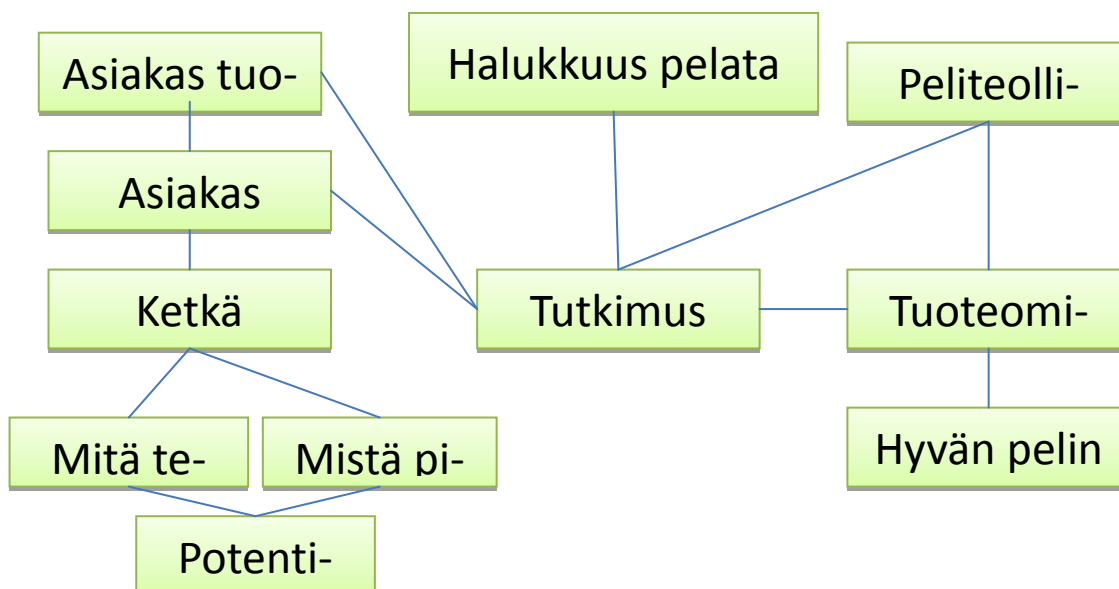 Asiakas tuo-
Halukkuus pelata
Peliteolli-
Asiakas
Ketkä
Tutkimus
Tuoteomi-
Mitä te-
Mistä pi-
Hyvän pelin
Potenti-